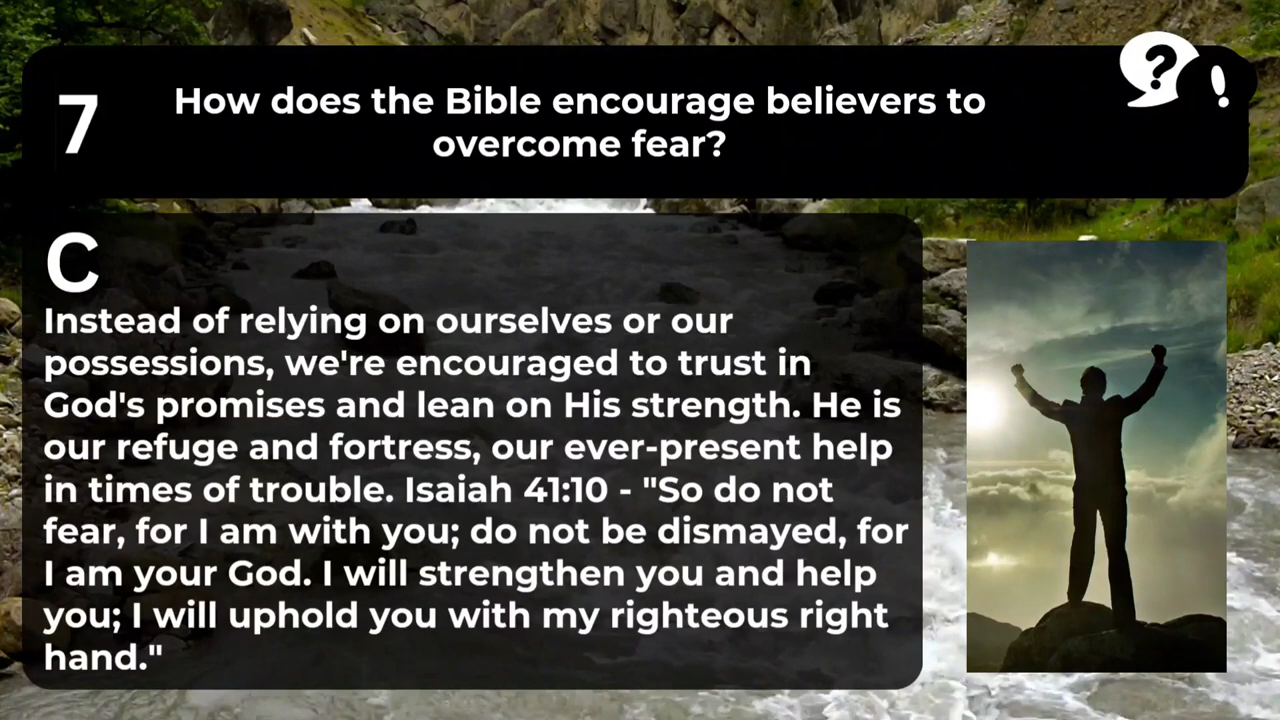 7
How does the Bible encourage believers to
overcome fear?
? !
C
Instead of relying on ourselves or our
possessions, we're encouraged to trust in
God's promises and lean on His strength. He is
our refuge and fortress, our ever-present help
in times of trouble. Isaiah 41:10 - "So do not
fear, for I am with you; do not be dismayed, for
I am your God. I will strengthen you and help
you; I will uphold you with my righteous right
hand."